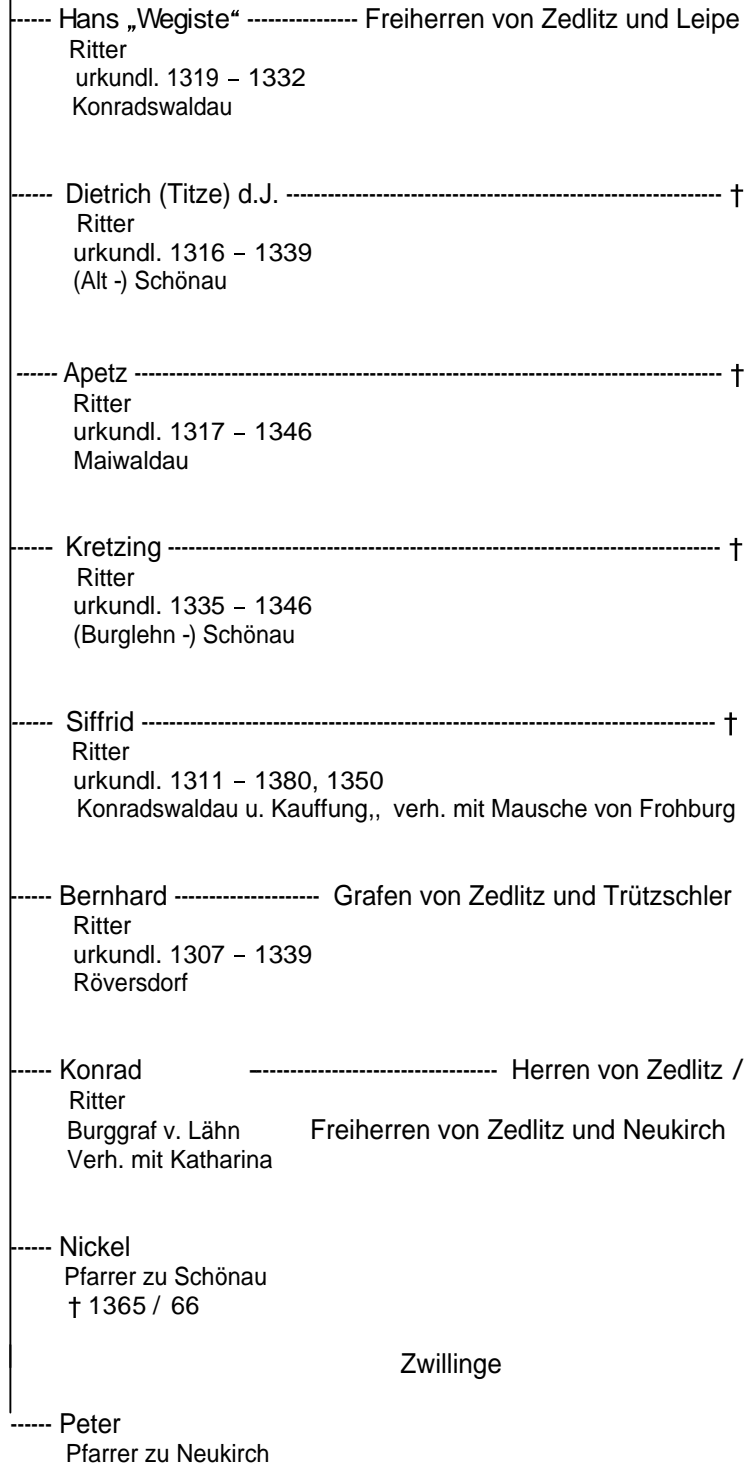 ------ Hans „Wegiste“ ---------------- Freiherren von Zedlitz und Leipe
Ritter
urkundl. 1319 – 1332
Konradswaldau
------ Dietrich (Titze) d.J. --------------------------------------------------------------- †
Ritter
urkundl. 1316 – 1339
(Alt -) Schönau
------ Apetz ------------------------------------------------------------------------------------- †
Ritter
urkundl. 1317 – 1346
Maiwaldau
------ Kretzing -------------------------------------------------------------------------------- †
Ritter
urkundl. 1335 – 1346
(Burglehn -) Schönau
------ Siffrid ----------------------------------------------------------------------------------- †
Ritter
urkundl. 1311 – 1380, 1350
Konradswaldau u. Kauffung,, verh. mit Mausche von Frohburg
------ Bernhard --------------------- Grafen von Zedlitz und Trützschler
Ritter
urkundl. 1307 – 1339
Röversdorf
------ Konrad –----------------------------------- Herren von Zedlitz /
Ritter
Burggraf v. Lähn Freiherren von Zedlitz und Neukirch
Verh. mit Katharina
------ Nickel
Pfarrer zu Schönau
† 1365 / 66
Zwillinge
------ Peter
Pfarrer zu Neukirch